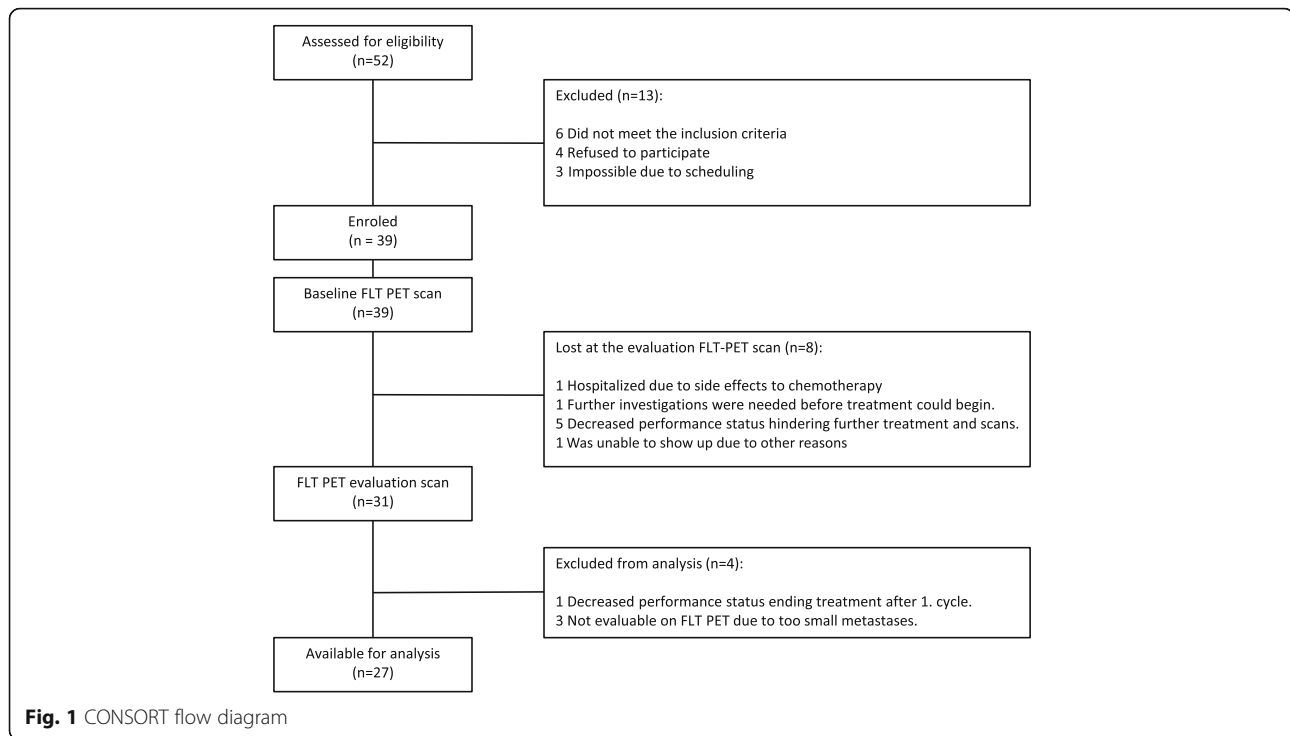 Assessed for eligibility
(n=52)
Excluded (n=13):
6 Did not meet the inclusion criteria
4 Refused to participate
3 Impossible due to scheduling
Enroled
(n = 39)
Baseline FLT PET scan
(n=39)
Lost at the evaluation FLT-PET scan (n=8):
1 Hospitalized due to side effects to chemotherapy
1 Further investigations were needed before treatment could begin.
5 Decreased performance status hindering further treatment and scans.
1 Was unable to show up due to other reasons
FLT PET evaluation scan
(n=31)
Excluded from analysis (n=4):
1 Decreased performance status ending treatment after 1. cycle.
3 Not evaluable on FLT PET due to too small metastases.
Available for analysis
(n=27)
Fig. 1 CONSORT flow diagram